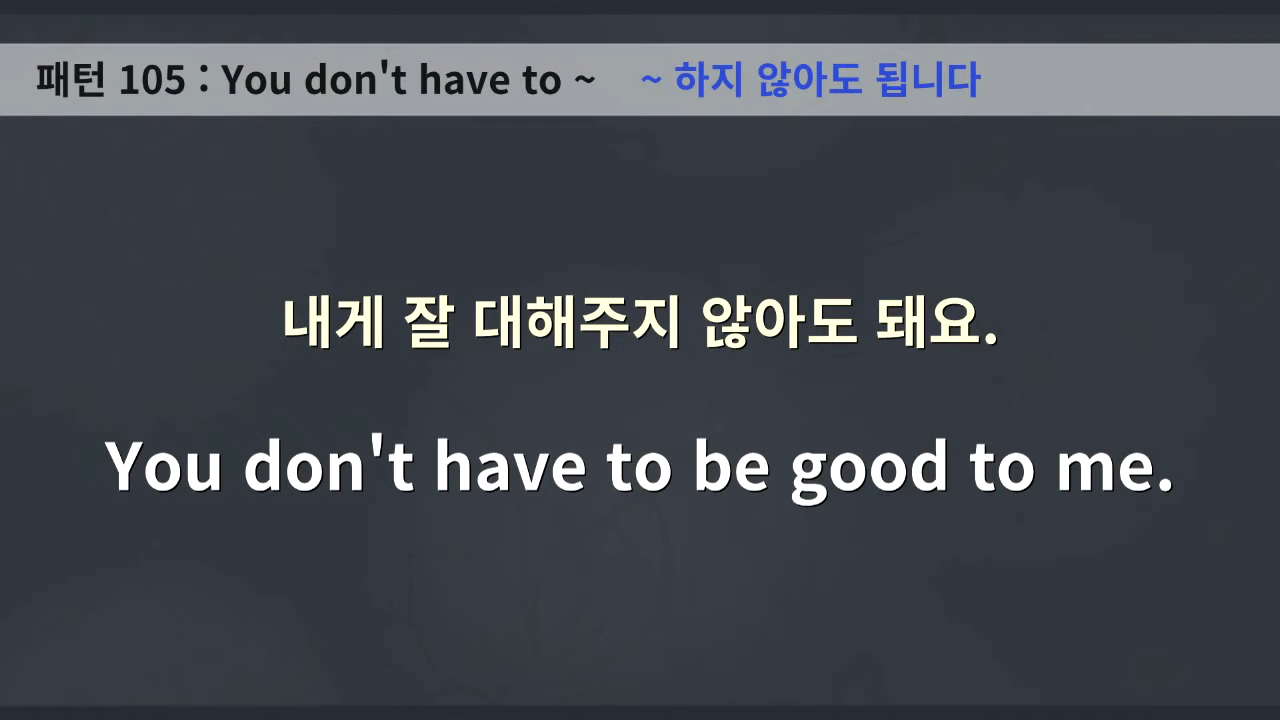 패턴 105 : You don't have to ~ ~ 하지 않아도 됩니다
내게 잘 대해주지 않아도 돼요.
You don't have to be good to me.